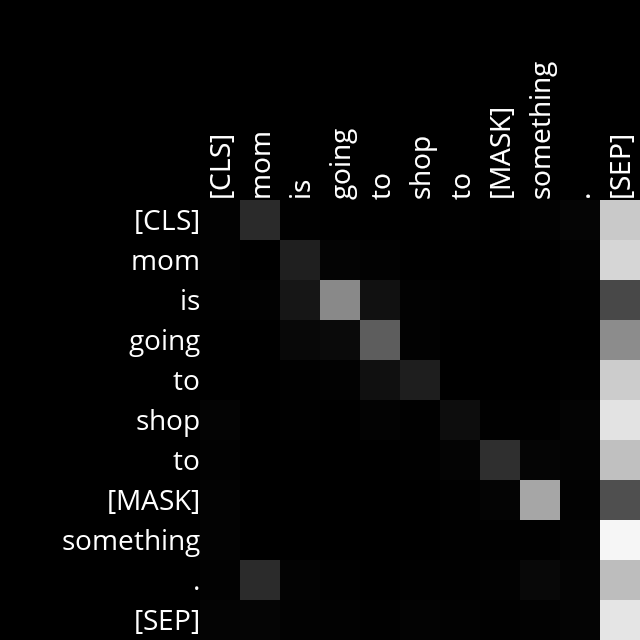 [CLS] mom is going to shop to [MASK] something . [SEP]
[CLS]
mom
is
going
to
shop
to
[MASK]
something
.
[SEP]